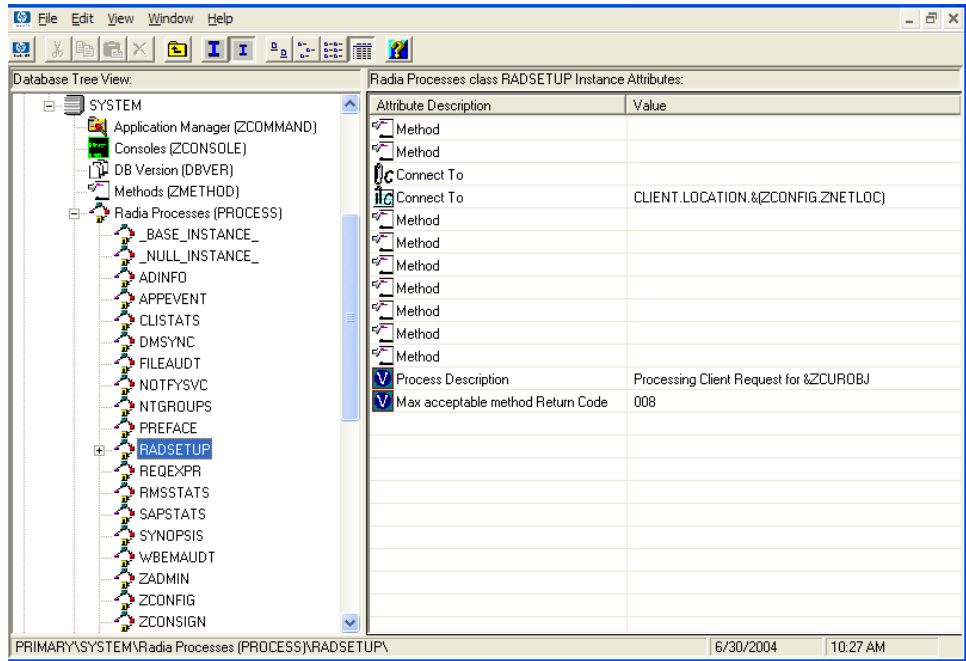 File Edit View Window Help
Database Tree View:
Radia Processes class RADSETUP Instance Attributes:
SYSTEM
Application Manager (ZCOMMAND)
Consoles (ZCONSOLE)
DB Version (DBVER)
Methods (ZMETHOD)
Radia Processes (PROCESS)
_BASE_INSTANCE_
_NULL_INSTANCE_
ADINFO
APPEVENT
CLISTATS
DMSYNC
FILEAUDT
NOTFYSVC
NTGROUPS
PREFACE
RADSETUP
REQEXPR
RMSSTATS
SAPSTATS
SYNOPSIS
WBEMAUDT
ZADMIN
ZCONFIG
ZCONSIGN
Attribute Description Value
Method
Method
Connect To
Connect To CLIENT.LOCATION.&(ZCONFIG.ZNETLOC)
Method
Method
Method
Method
Method
Method
Method
Process Description Processing Client Request for &ZCUROBJ
Max acceptable method Return Code 008
PRIMARY\SYSTEM\Radia Processes (PROCESS)\RADSETUP\ 6/30/2004 10:27 AM